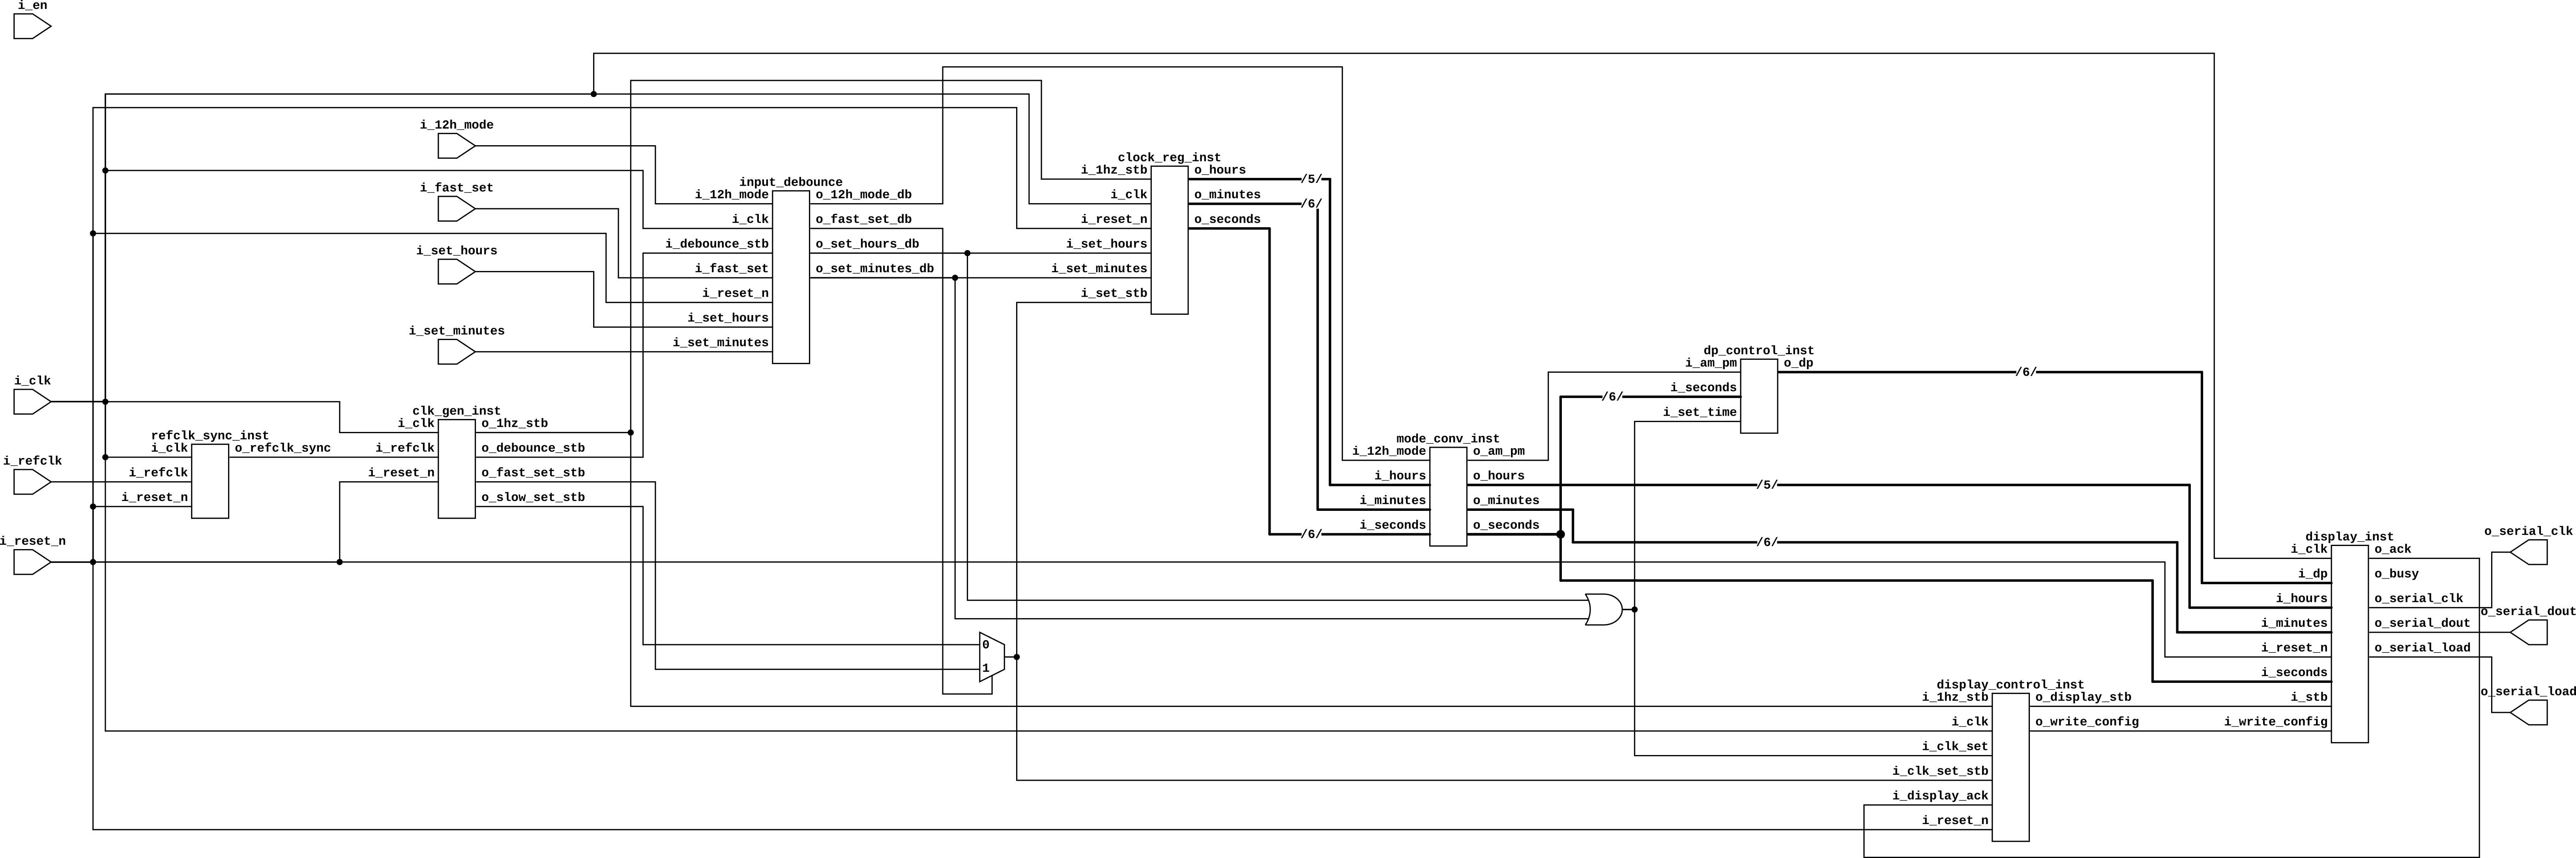 i_en
i_12h_mode
i_fast_set
i_set_hours
i_set_minutes
i_clk
i_refclk
i_reset_n
refclk_sync_inst
i_clk
i_refclk
i_reset_n
o_refclk_sync
clk_gen_inst
i_clk
i_refclk
i_reset_n
o_1hz_stb
o_debounce_stb
o_fast_set_stb
o_slow_set_stb
input_debounce
i_12h_mode
i_clk
i_debounce_stb
i_fast_set
i_reset_n
i_set_hours
i_set_minutes
o_12h_mode_db
o_fast_set_db
o_set_hours_db
o_set_minutes_db
0
1
clock_reg_inst
i_1hz_stb
i_clk
i_reset_n
i_set_hours
i_set_minutes
i_set_stb
o_hours
o_minutes
o_seconds
/5/
/6/
/6/
mode_conv_inst
i_12h_mode
i_hours
i_minutes
i_seconds
o_am_pm
o_hours
o_minutes
o_seconds
/6/
dp_control_inst
i_am_pm
i_seconds
i_set_time
o_dp
/5/
/6/
/6/
display_control_inst
i_1hz_stb
i_clk
i_clk_set
i_clk_set_stb
i_display_ack
i_reset_n
o_display_stb
o_write_config
display_inst
i_clk
i_dp
i_hours
i_minutes
i_reset_n
i_seconds
i_stb
i_write_config
o_ack
o_busy
o_serial_clk
o_serial_dout
o_serial_load
o_serial_clk
o_serial_dout
o_serial_load